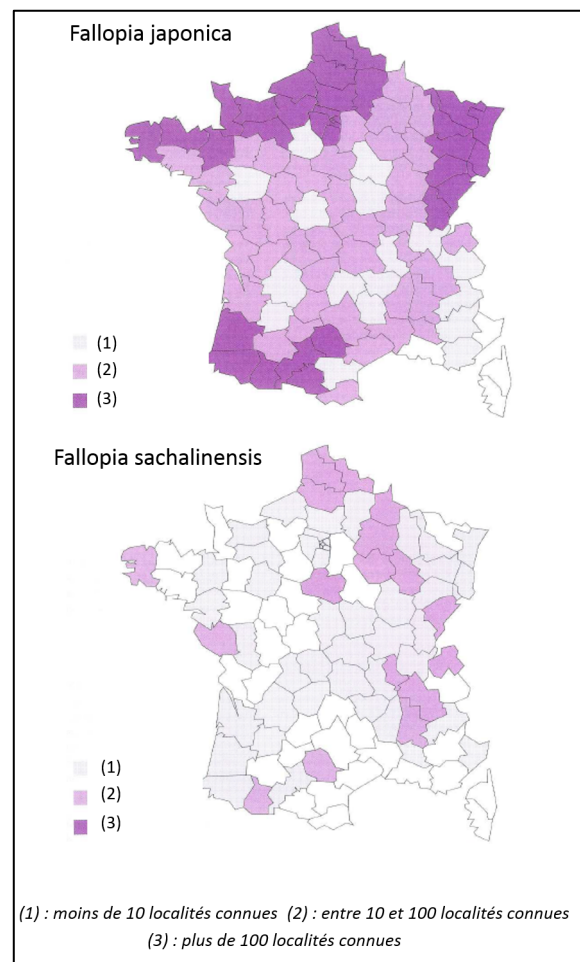 Fallopia japonica
(1)
(2)
(3)
Fallopia sachalinensis
(1)
(2)
(3)
(1) : moins de 10 localités connues (2) : entre 10 et 100 localités connues
(3) : plus de 100 localités connues